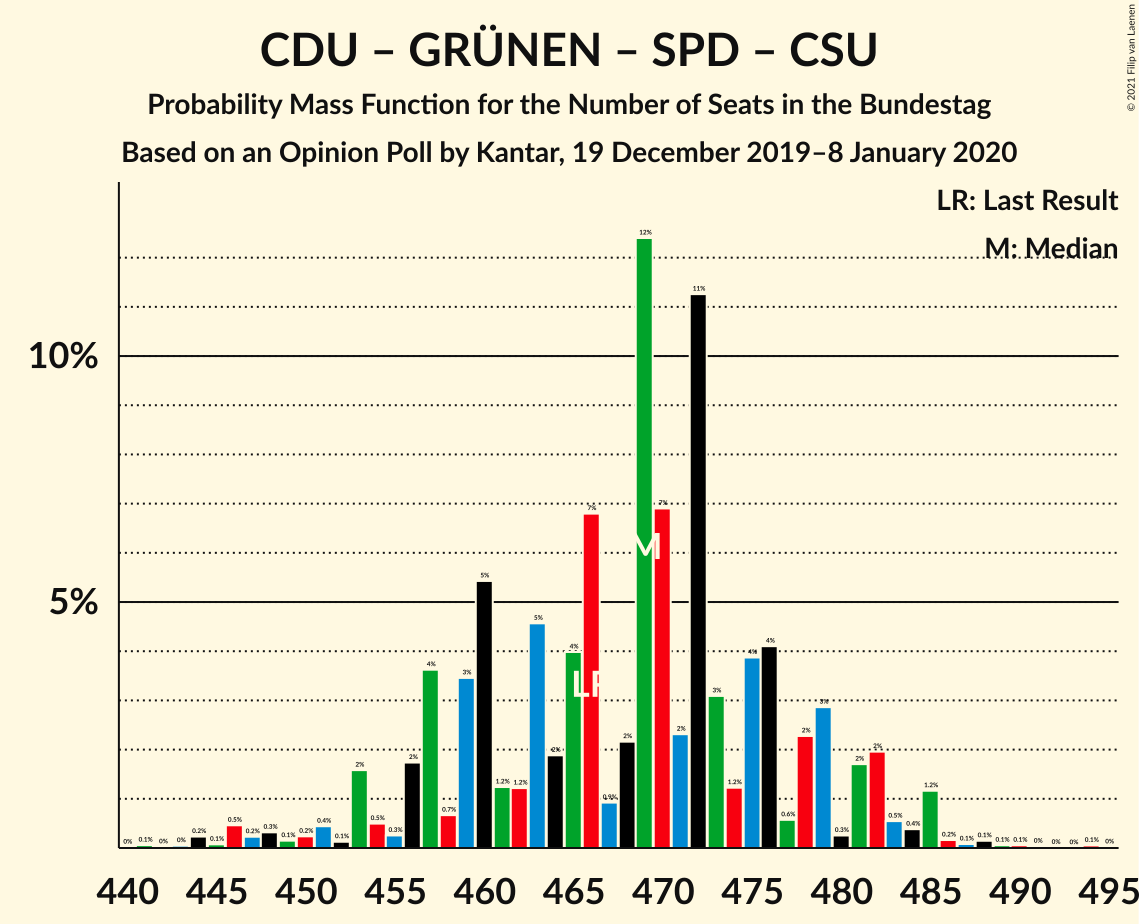 CDU – GRÜNEN – SPD – CSU
Probability Mass Function for the Number of Seats in the Bundestag
Based on an Opinion Poll by Kantar, 19 December 2019–8 January 2020
© 2021 Filip van Laenen
LR: Last Result
M: Median
10%
5%
0% 0.1% 0% 0% 0.2% 0.1% 0.5% 0.2% 0.3% 0.1% 0.2% 0.4% 0.1% 2% 0.5% 0.3% 2% 4% 0.7% 3% 5% 1.2% 1.2% 5% 2% 4% 7% 0.9% 2% 12% 7% 2% 11% 3% 1.2% 4% 4% 0.6% 2% 3% 0.3% 2% 2% 0.5% 0.4% 1.2% 0.2% 0.1% 0.1% 0.1% 0.1% 0% 0% 0% 0.1% 0%
M
LR
440 445 450 455 460 465 470 475 480 485 490 495